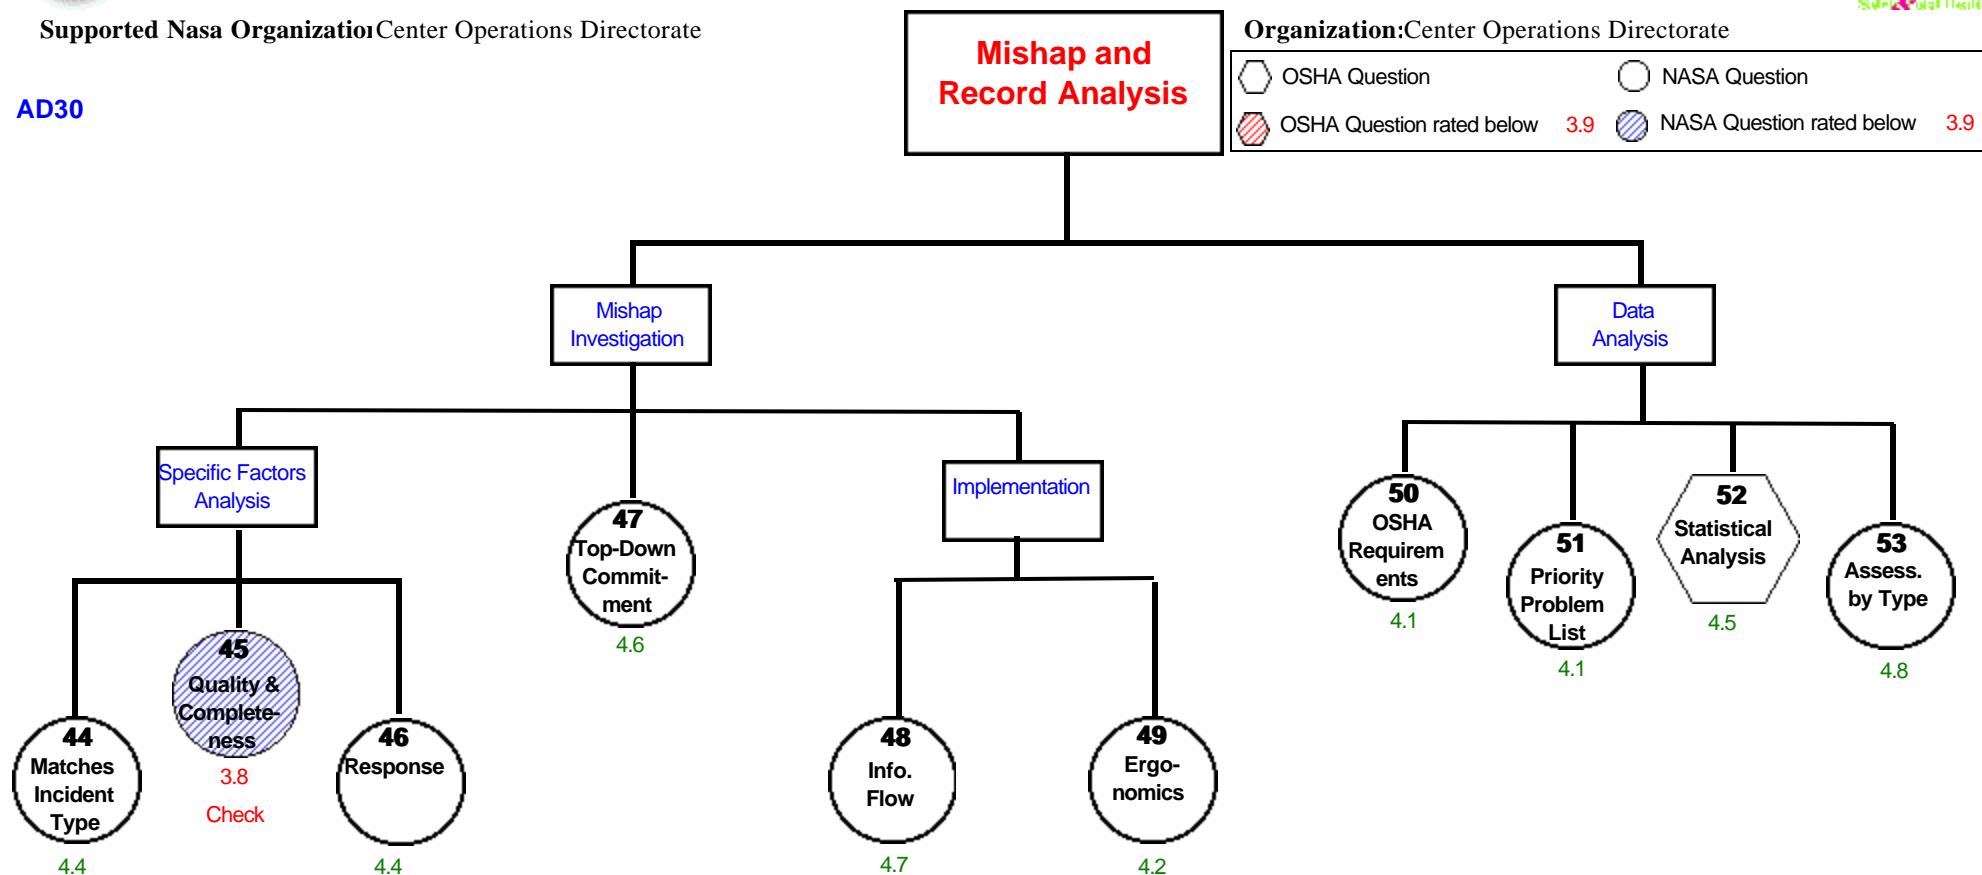 Supported Nasa Organization Center Operations Directorate
Organization:Center Operations Directorate
AD30
Mishap and
Record Analysis
OSHA Question
NASA Question
OSHA Question rated below 3.9
NASA Question rated below 3.9
Mishap
Investigation
Data
Analysis
Specific Factors
Analysis
Implementation
47
Top-Down
Commit-
ment
4.6
50
OSHA
Requirem
ents
4.1
51
Priority
Problem
List
4.1
52
Statistical
Analysis
4.5
53
Assess.
by Type
4.8
44
Matches
Incident
Type
4.4
45
Quality &
Complete-
ness
3.8
Check
46
Response
4.4
48
Info.
Flow
4.7
49
Ergo-
nomics
4.2